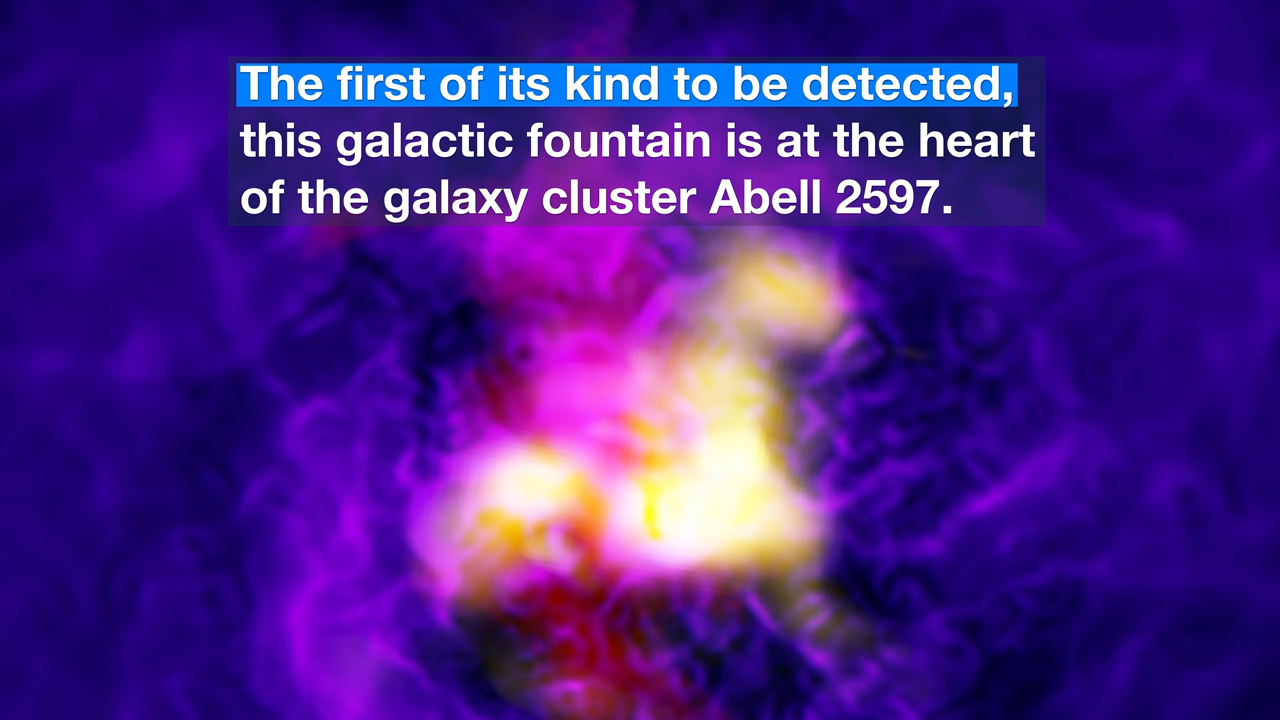 The first of its kind to be detected,
this galactic fountain is at the heart
of the galaxy cluster Abell 2597.